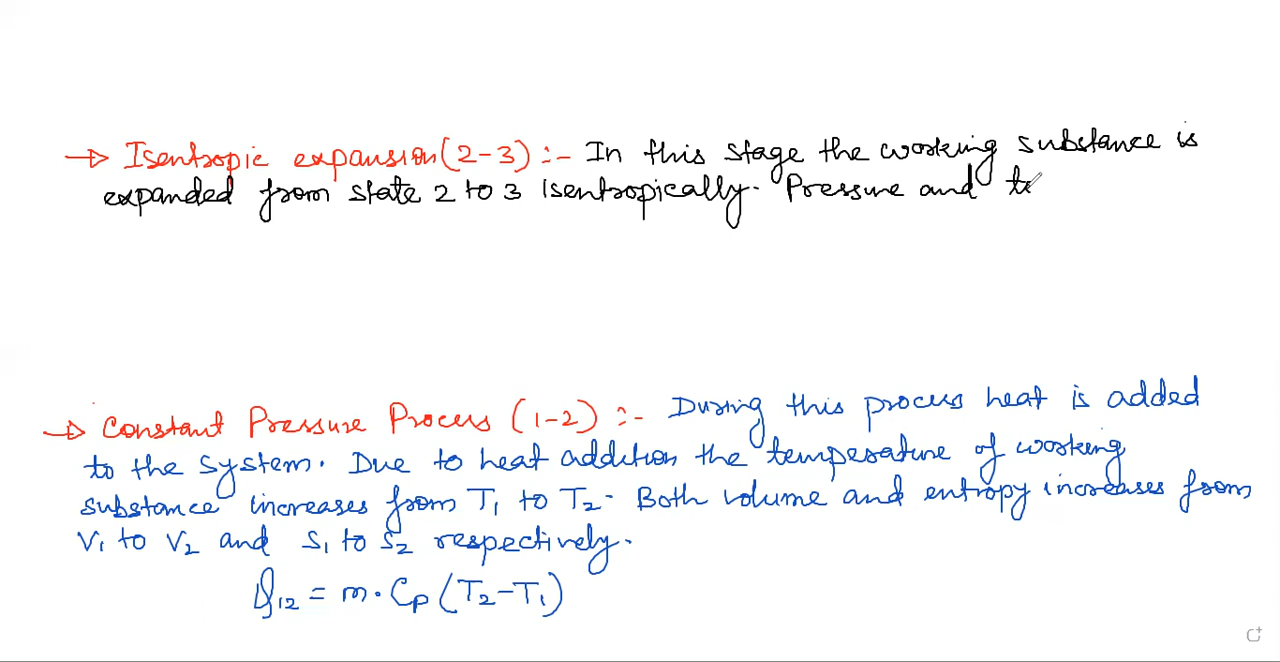 → Isentropic expansion (2-3) :- In this stage the working substance is
expanded from state 2 to 3 Isentropically. Pressure and te
→ Constant Pressure Process (1-2) :- During this process heat is added
to the system. Due to heat addition the temperature of working
substance increases from T₁ to T₂. Both volume and entropy increases from
V₁ to V₂ and S₁ to S₂ respectively.
Q₁₂ = m. Cp (T₂-T₁)